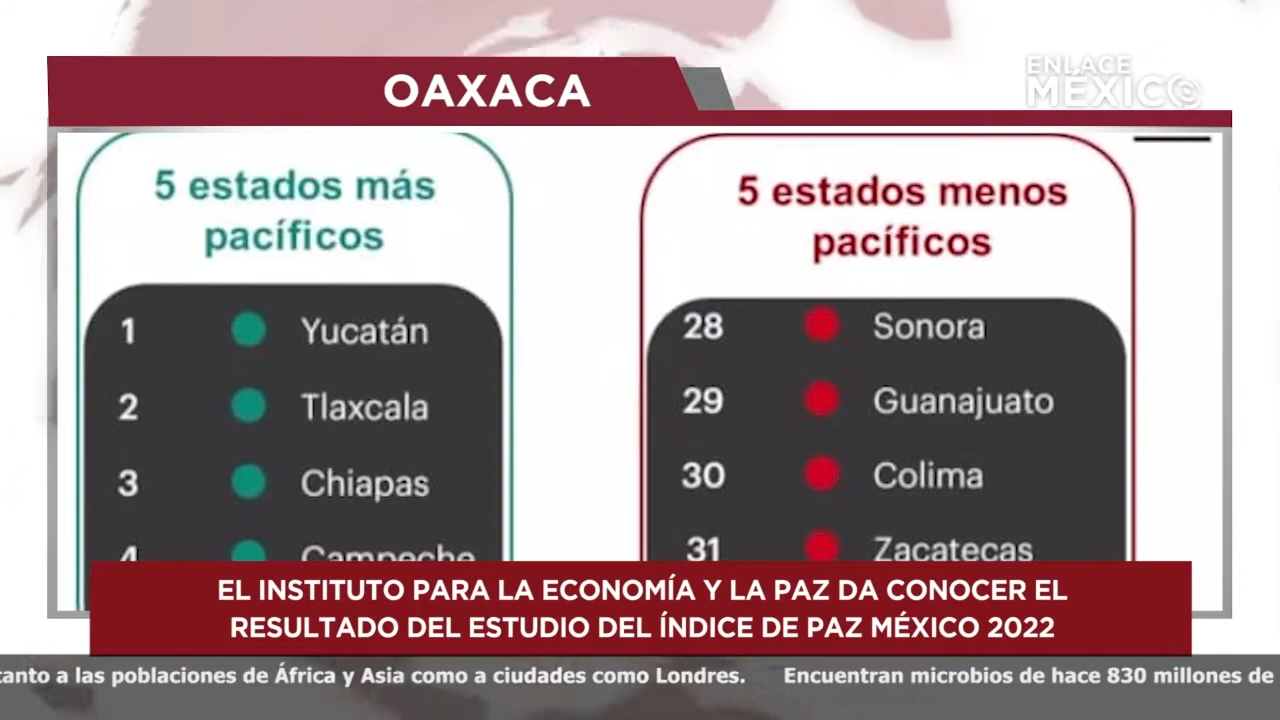 OAXACA
ENLACE
MÉXICO
5 estados más
pacíficos
1 Yucatán
2 Tlaxcala
3 Chiapas
4 Campeche
5 estados menos
pacíficos
28 Sonora
29 Guanajuato
30 Colima
31 Zacatecas
EL INSTITUTO PARA LA ECONOMÍA Y LA PAZ DA CONOCER EL
RESULTADO DEL ESTUDIO DEL ÍNDICE DE PAZ MÉXICO 2022
tanto a las poblaciones de África y Asia como a ciudades como Londres. Encuentran microbios de hace 830 millones de